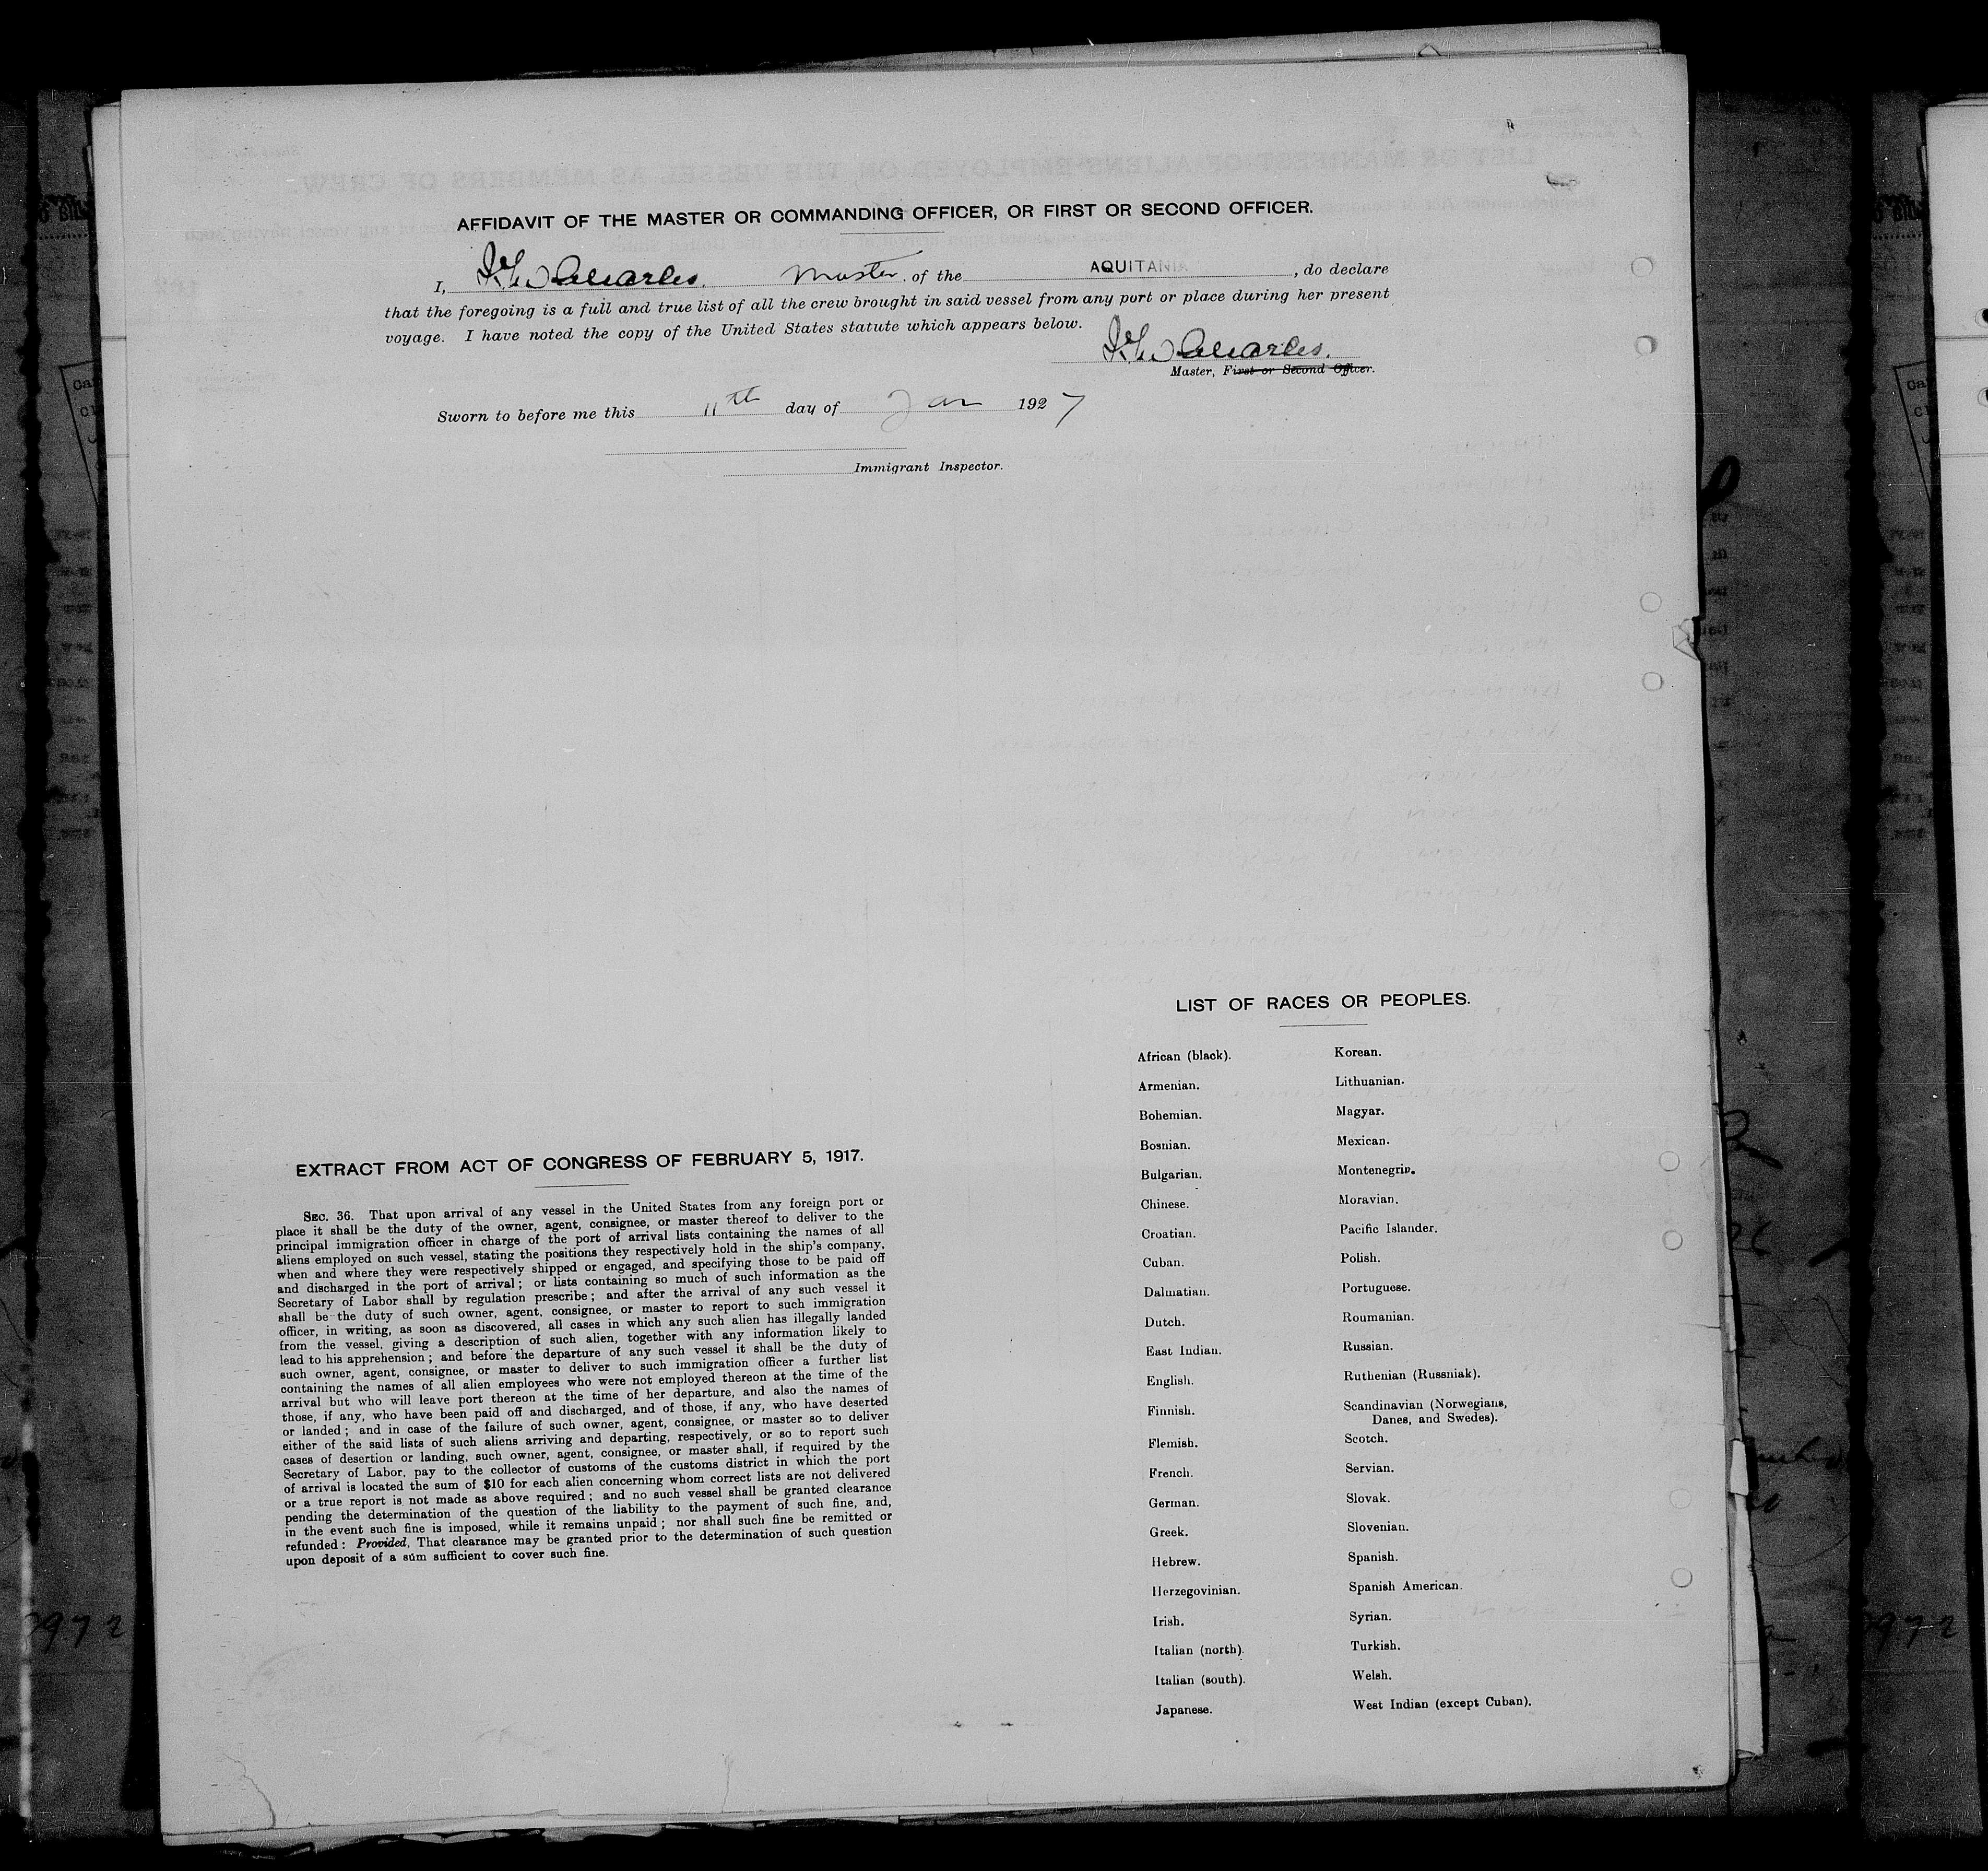 AFFIDAVIT OF THE MASTER OR COMMANDING OFFICER, OR FIRST OR SECOND OFFICER.
I, Charles. Master of the AQUITANIA, do declare
that the foregoing is a full and true list of all the crew brought in said vessel from any port or place during her present
voyage. I have noted the copy of the United States statute which appears below.
Charles.
Master, First or Second Officer.
Sworn to before me this 11th day of Jan 1927
Immigrant Inspector.
EXTRACT FROM ACT OF CONGRESS OF FEBRUARY 5, 1917.
SEC. 36. That upon arrival of any vessel in the United States from any foreign port or
place it shall be the duty of the owner, agent, consignee, or master thereof to deliver to the
principal immigration officer in charge of the port of arrival lists containing the names of all
aliens employed on such vessel, stating the positions they respectively hold in the ship's company,
when and where they were respectively shipped or engaged, and specifying those to be paid off
and discharged in the port of arrival; or lists containing so much of such information as the
Secretary of Labor shall by regulation prescribe; and after the arrival of any such vessel it
shall be the duty of such owner, agent, consignee, or master to report to such immigration
officer, in writing, as soon as discovered, all cases in which any such alien has illegally landed
from the vessel, giving a description of such alien, together with any information likely to
lead to his apprehension; and before the departure of any such vessel it shall be the duty of
such owner, agent, consignee, or master to deliver to such immigration officer a further list
containing the names of all alien employees who were not employed thereon at the time of the
arrival but who will leave port thereon at the time of her departure, and also the names of
those, if any, who have been paid off and discharged, and of those, if any, who have deserted
or landed; and in case of the failure of such owner, agent, consignee, or master so to deliver
either of the said lists of such aliens arriving and departing, respectively, or so to report such
cases of desertion or landing, such owner, agent, consignee, or master shall, if required by the
Secretary of Labor, pay to the collector of customs of the customs district in which the port
of arrival is located the sum of $10 for each alien concerning whom correct lists are not delivered
or a true report is not made as above required; and no such vessel shall be granted clearance
pending the determination of the question of the liability to the payment of such fine, and,
in the event such fine is imposed, while it remains unpaid; nor shall such fine be remitted or
refunded: Provided, That clearance may be granted prior to the determination of such question
upon deposit of a sum sufficient to cover such fine.
LIST OF RACES OR PEOPLES.
African (black).
Armenian.
Bohemian.
Bosnian.
Bulgarian.
Chinese.
Croatian.
Cuban.
Dalmatian.
Dutch.
East Indian.
English.
Finnish.
Flemish.
French.
German.
Greek.
Hebrew.
Herzegovinian.
Irish.
Italian (north).
Italian (south).
Japanese.
Korean.
Lithuanian.
Magyar.
Mexican.
Montenegrin.
Moravian.
Pacific Islander.
Polish.
Portuguese.
Roumanian.
Russian.
Ruthenian (Russniak).
Scandinavian (Norwegians,
Danes, and Swedes).
Scotch.
Servian.
Slovak.
Slovenian.
Spanish.
Spanish American.
Syrian.
Turkish.
Welsh.
West Indian (except Cuban).